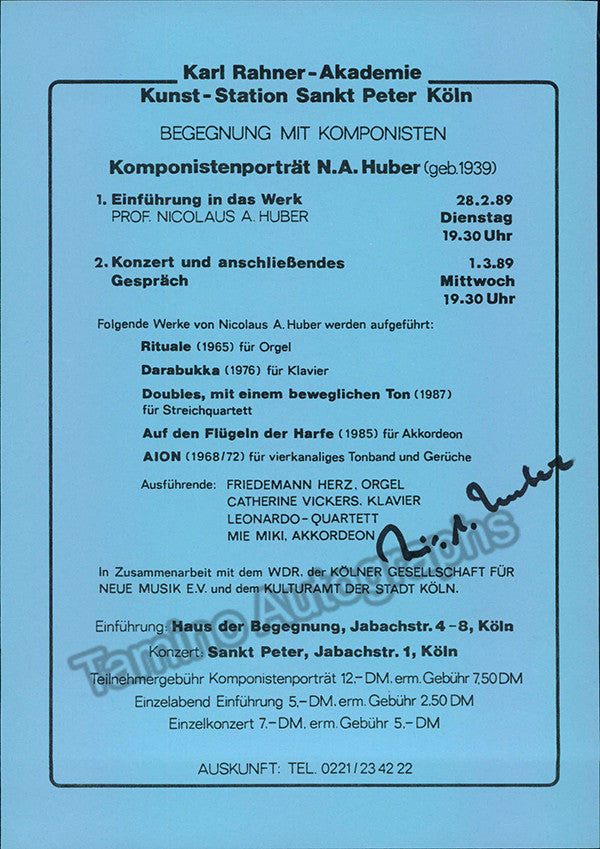 Karl Rahner-Akademie
Kunst-Station Sankt Peter Köln
BEGEGNUNG MIT KOMPONISTEN
Komponistenporträt N.A. Huber (geb. 1939)
1. Einführung in das Werk 28.2.89
PROF. NICOLAUS A. HUBER Dienstag
19.30 Uhr
2. Konzert und anschließendes 1.3.89
Gespräch Mittwoch
19.30 Uhr
Folgende Werke von Nicolaus A. Huber werden aufgeführt:
Rituale (1965) für Orgel
Darabukka (1976) für Klavier
Doubles, mit einem beweglichen Ton (1987)
für Streichquartett
Auf den Flügeln der Harfe (1985) für Akkordeon
AION (1968/72) für vierkanaliges Tonband und Gerüche
Ausführende: FRIEDEMANN HERZ, ORGEL
CATHERINE VICKERS, KLAVIER
LEONARDO-QUARTETT
MIE MIKI, AKKORDEON
Huber
In Zusammenarbeit mit dem WDR, der KÖLNER GESELLSCHAFT FÜR
NEUE MUSIK E.V. und dem KULTURAMT DER STADT KÖLN.
Einführung: Haus der Begegnung, Jabachstr. 4-8, Köln
Konzert: Sankt Peter, Jabachstr. 1, Köln
Teilnehmergebühr Komponistenporträt 12.-DM, erm. Gebühr 7,50 DM
Einzelabend Einführung 5,-DM, erm. Gebühr 2.50 DM
Einzelkonzert 7,-DM, erm. Gebühr 5,-DM
AUSKUNFT: TEL. 0221/23 42 22
Tamino Autographs